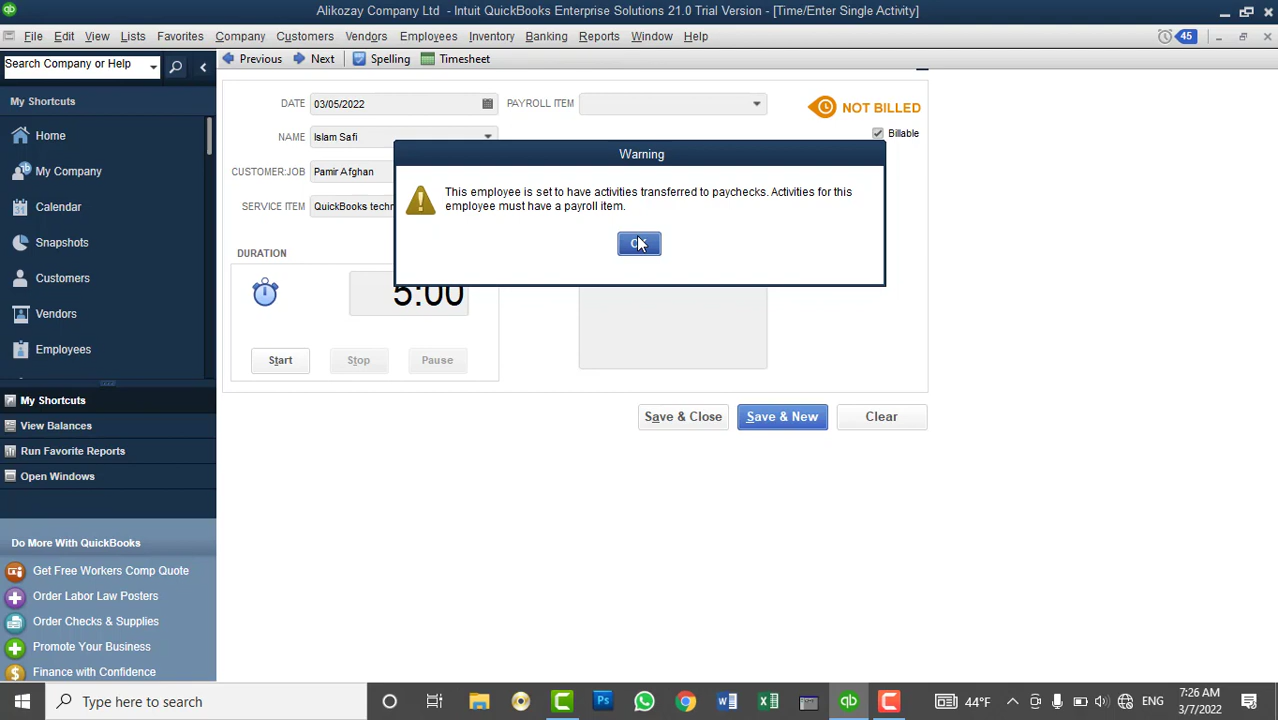 Alikozay Company Ltd - Intuit QuickBooks Enterprise Solutions 21.0 Trial Version - [Time/Enter Single Activity]
File Edit View Lists Favorites Company Customers Vendors Employees Inventory Banking Reports Window Help 45
Search Company or Help
Previous Next Spelling Timesheet
My Shortcuts
Home
My Company
Calendar
Snapshots
Customers
Vendors
Employees
My Shortcuts
View Balances
Run Favorite Reports
Open Windows
Do More With QuickBooks
Get Free Workers Comp Quote
Order Labor Law Posters
Order Checks & Supplies
Promote Your Business
Finance with Confidence
DATE 03/05/2022 PAYROLL ITEM NOT BILLED
NAME Islam Safi Billable
CUSTOMER:JOB Pamir Afghan
SERVICE ITEM QuickBooks techn
Warning
This employee is set to have activities transferred to paychecks. Activities for this
employee must have a payroll item.
DURATION
5:00
Start Stop Pause
Save & Close Save & New Clear
Type here to search
44°F ENG
7:26 AM
3/7/2022